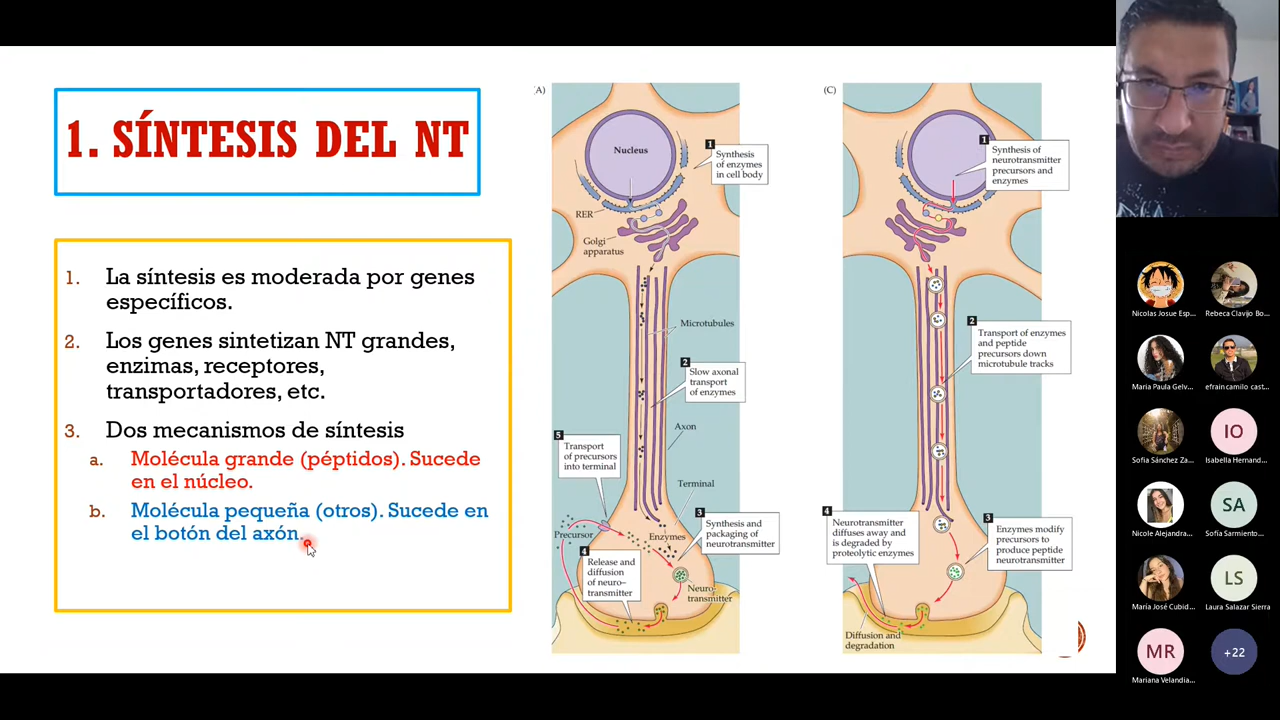 1. SÍNTESIS DEL NT
1. La síntesis es moderada por genes
específicos.
2. Los genes sintetizan NT grandes,
enzimas, receptores,
transportadores, etc.
3. Dos mecanismos de síntesis
a. Molécula grande (péptidos). Sucede
en el núcleo.
b. Molécula pequeña (otros). Sucede en
el botón del axón.
A)
Nucleus
1
Synthesis
of enzymes
in cell body
RER
Golgi
apparatus
Microtubules
2
Slow axonal
transport
of enzymes
Axon
5
Transport
of precursors
into terminal
Terminal
3
Synthesis and
packaging of
neurotransmitter
Precursor
Enzymes
4
Release and
diffusion
of neuro-
transmitter
Neuro-
transmitter
(C)
1
Synthesis of
neurotransmitter
precursors and
enzymes
2
Transport of enzymes
and peptide
precursors down
microtubule tracks
4
Neurotransmitter
diffuses away and
is degraded by
proteolytic enzymes
3
Enzymes modify
precursors to
produce peptide
neurotransmitter
Diffusion and
degradation
Nicolas Josue Esp...
Rebeca Clavijo Bo...
Maria Paula Gelv...
efrain camilo cast...
IO
Sofía Sánchez Za...
Isabella Hernand...
SA
Nicole Alejandra...
Sofía Sarmiento...
LS
María José Cubid...
Laura Salazar Sierra
MR
+22
Mariana Velandia...